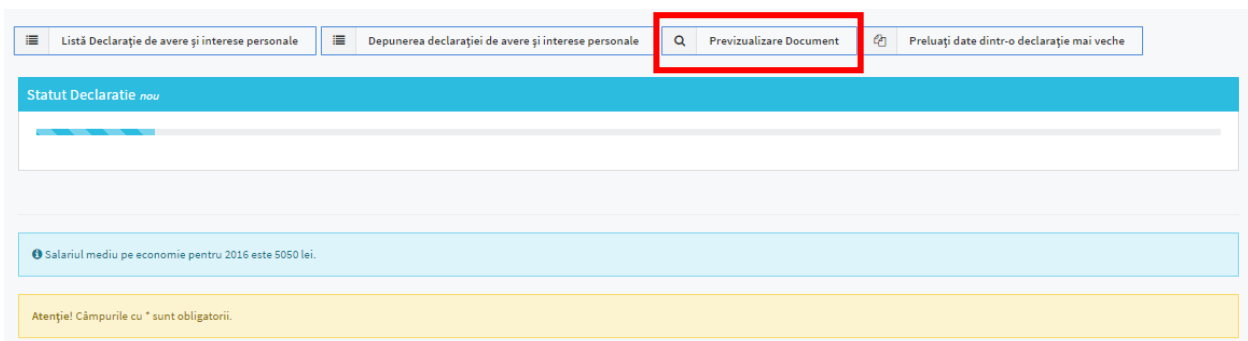 Listă Declarație de avere și interese personale Depunerea declarației de avere și interese personale Previzualizare Document Preluați date dintr-o declarație mai veche
Statut Declaratie nou
Salariul mediu pe economie pentru 2016 este 5050 lei.
Atenție! Câmpurile cu * sunt obligatorii.